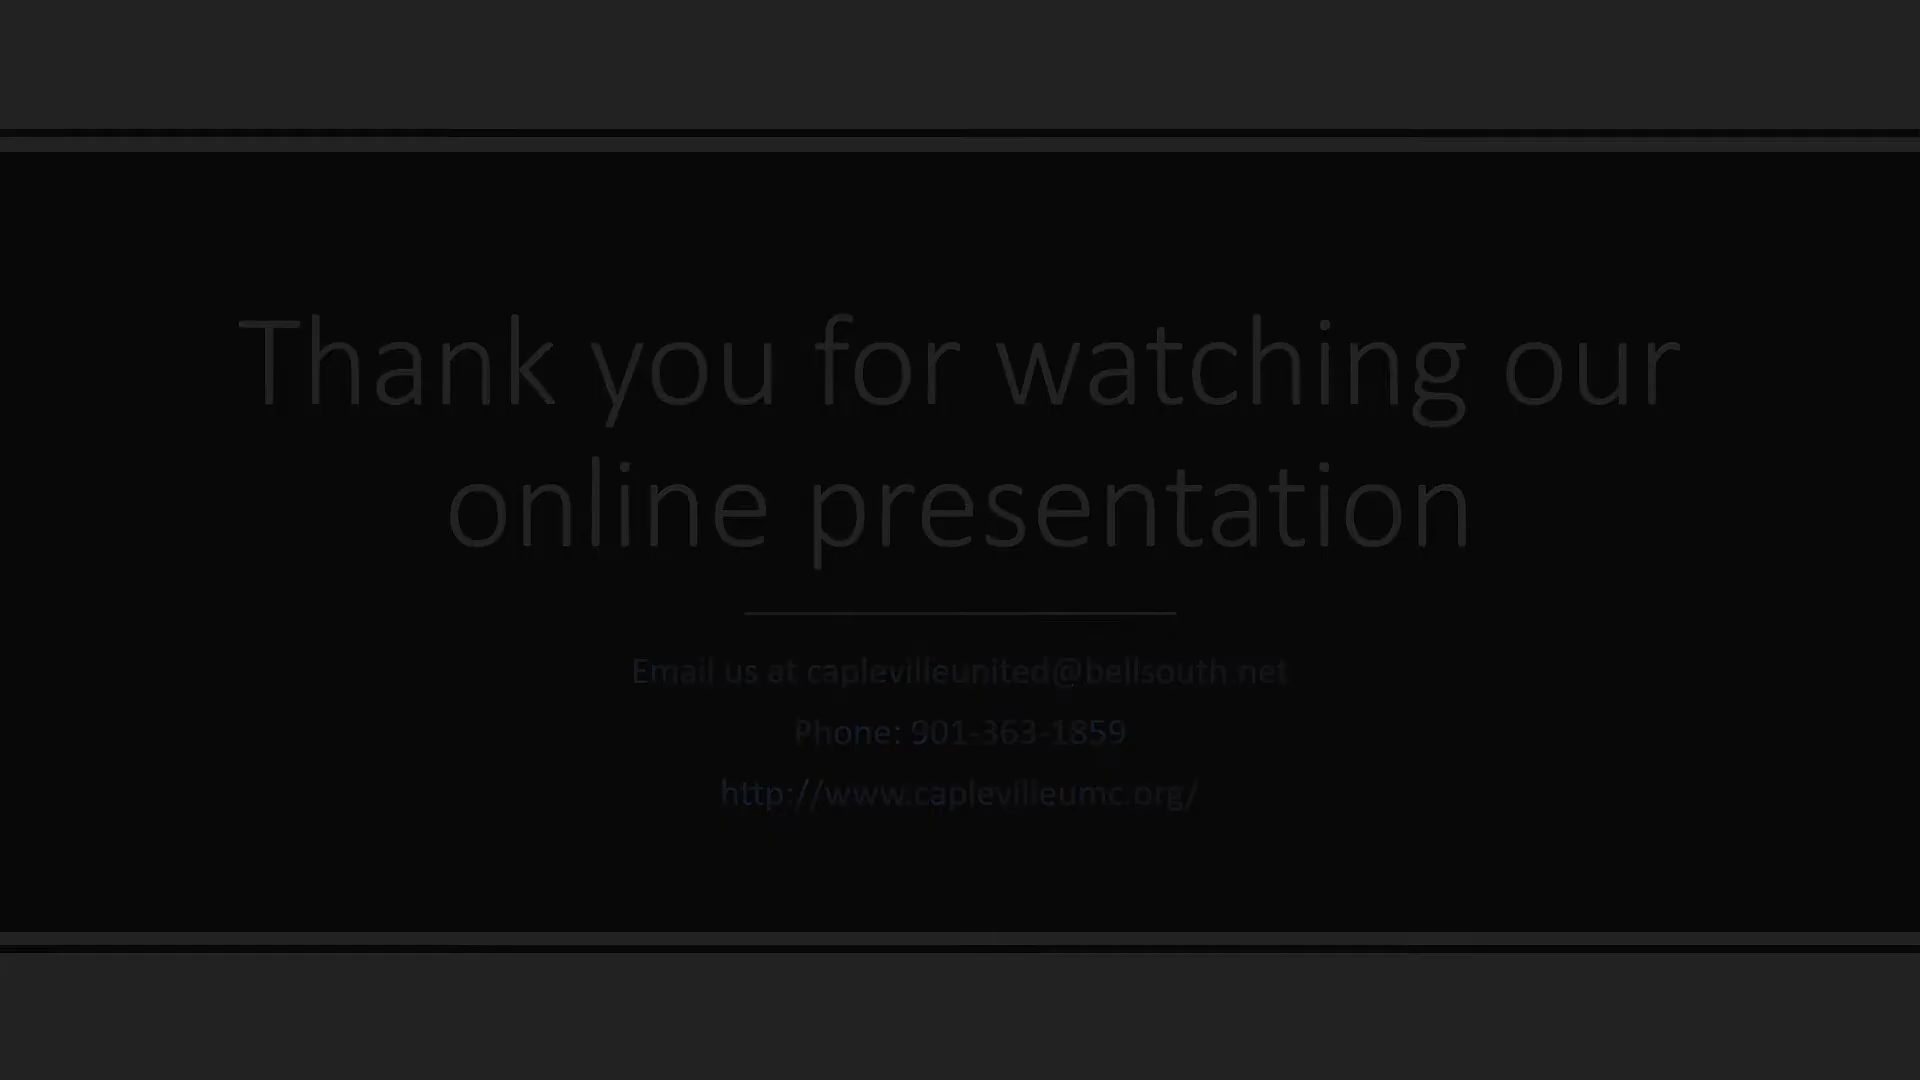 Thank you for watching our
online presentation
Email us at caplevilleunited@bellsouth.net
Phone: 901-363-1859
http://www.caplevilleumc.org/